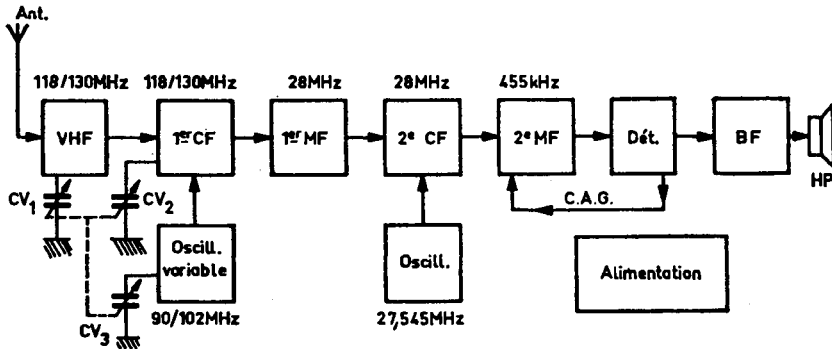 Ant.
118/130MHz
118/130MHz
28MHz
28MHz
455kHz
VHF
1er CF
1er MF
2e CF
2e MF
Dét.
BF
HP
CV1
CV2
C.A.G.
Oscill.
variable
Oscill.
Alimentation
CV3
90/102MHz
27,545MHz